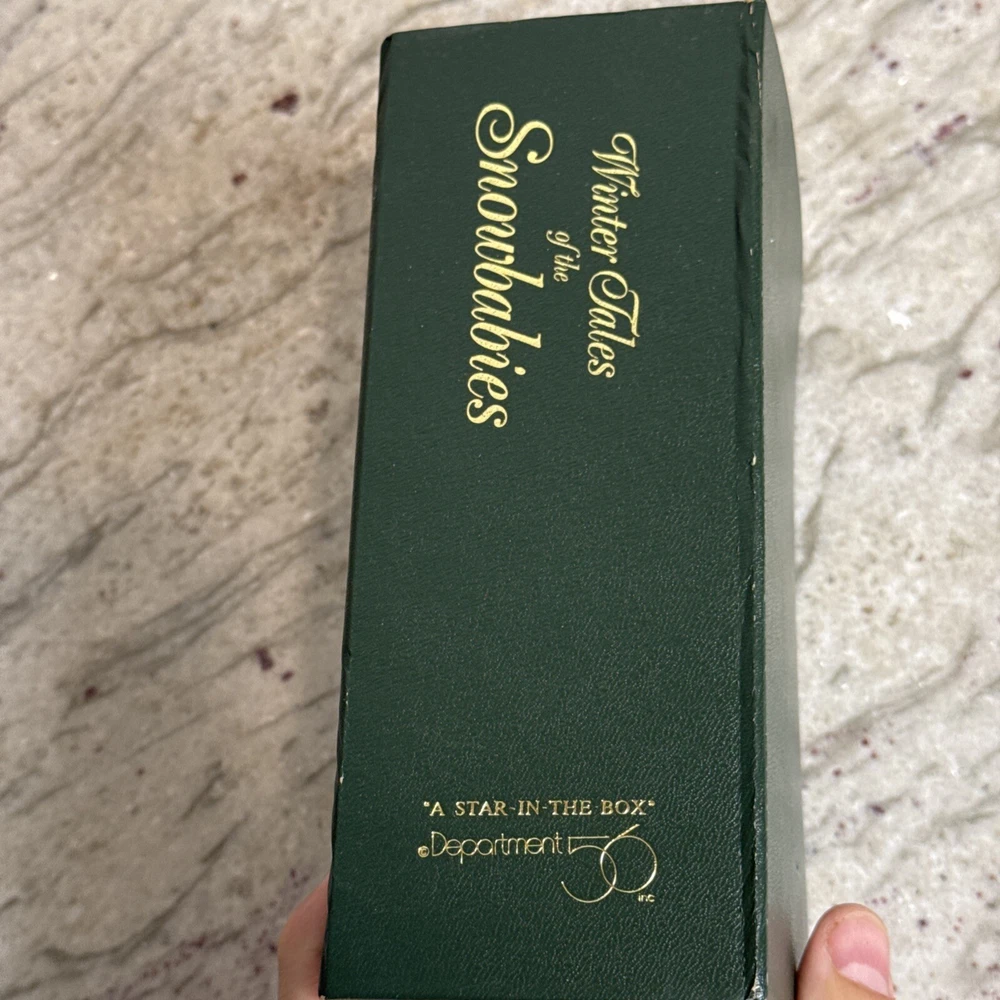 Winter Tales
of the
Snowbabies
"A STAR-IN-THE-BOX"
©Department 56 inc